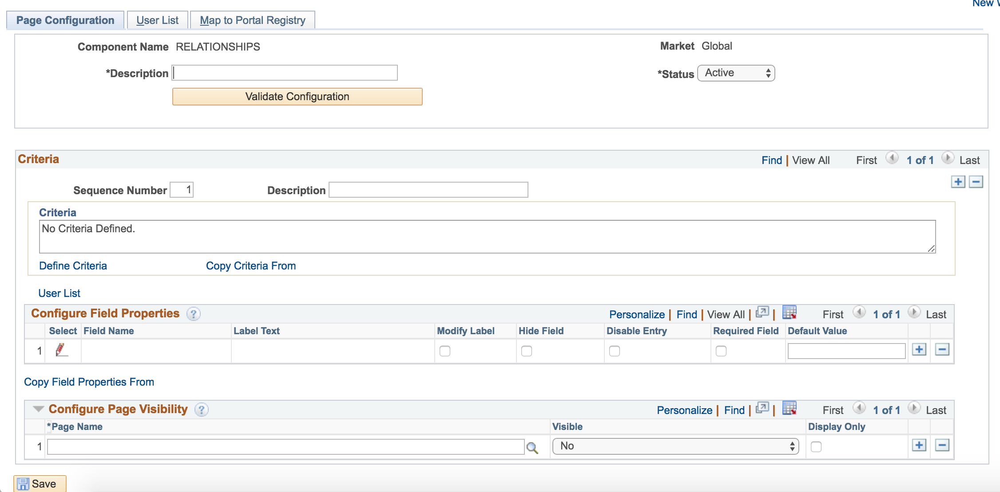 New
Page Configuration User List Map to Portal Registry
Component Name RELATIONSHIPS Market Global
*Description *Status Active
Validate Configuration
Criteria Find | View All First 1 of 1 Last
Sequence Number 1 Description
Criteria
No Criteria Defined.
Define Criteria Copy Criteria From
User List
Configure Field Properties ? Personalize | Find | View All | | First 1 of 1 Last
Select Field Name Label Text Modify Label Hide Field Disable Entry Required Field Default Value
1
Copy Field Properties From
Configure Page Visibility ? Personalize | Find | | First 1 of 1 Last
*Page Name Visible Display Only
1 No
Save